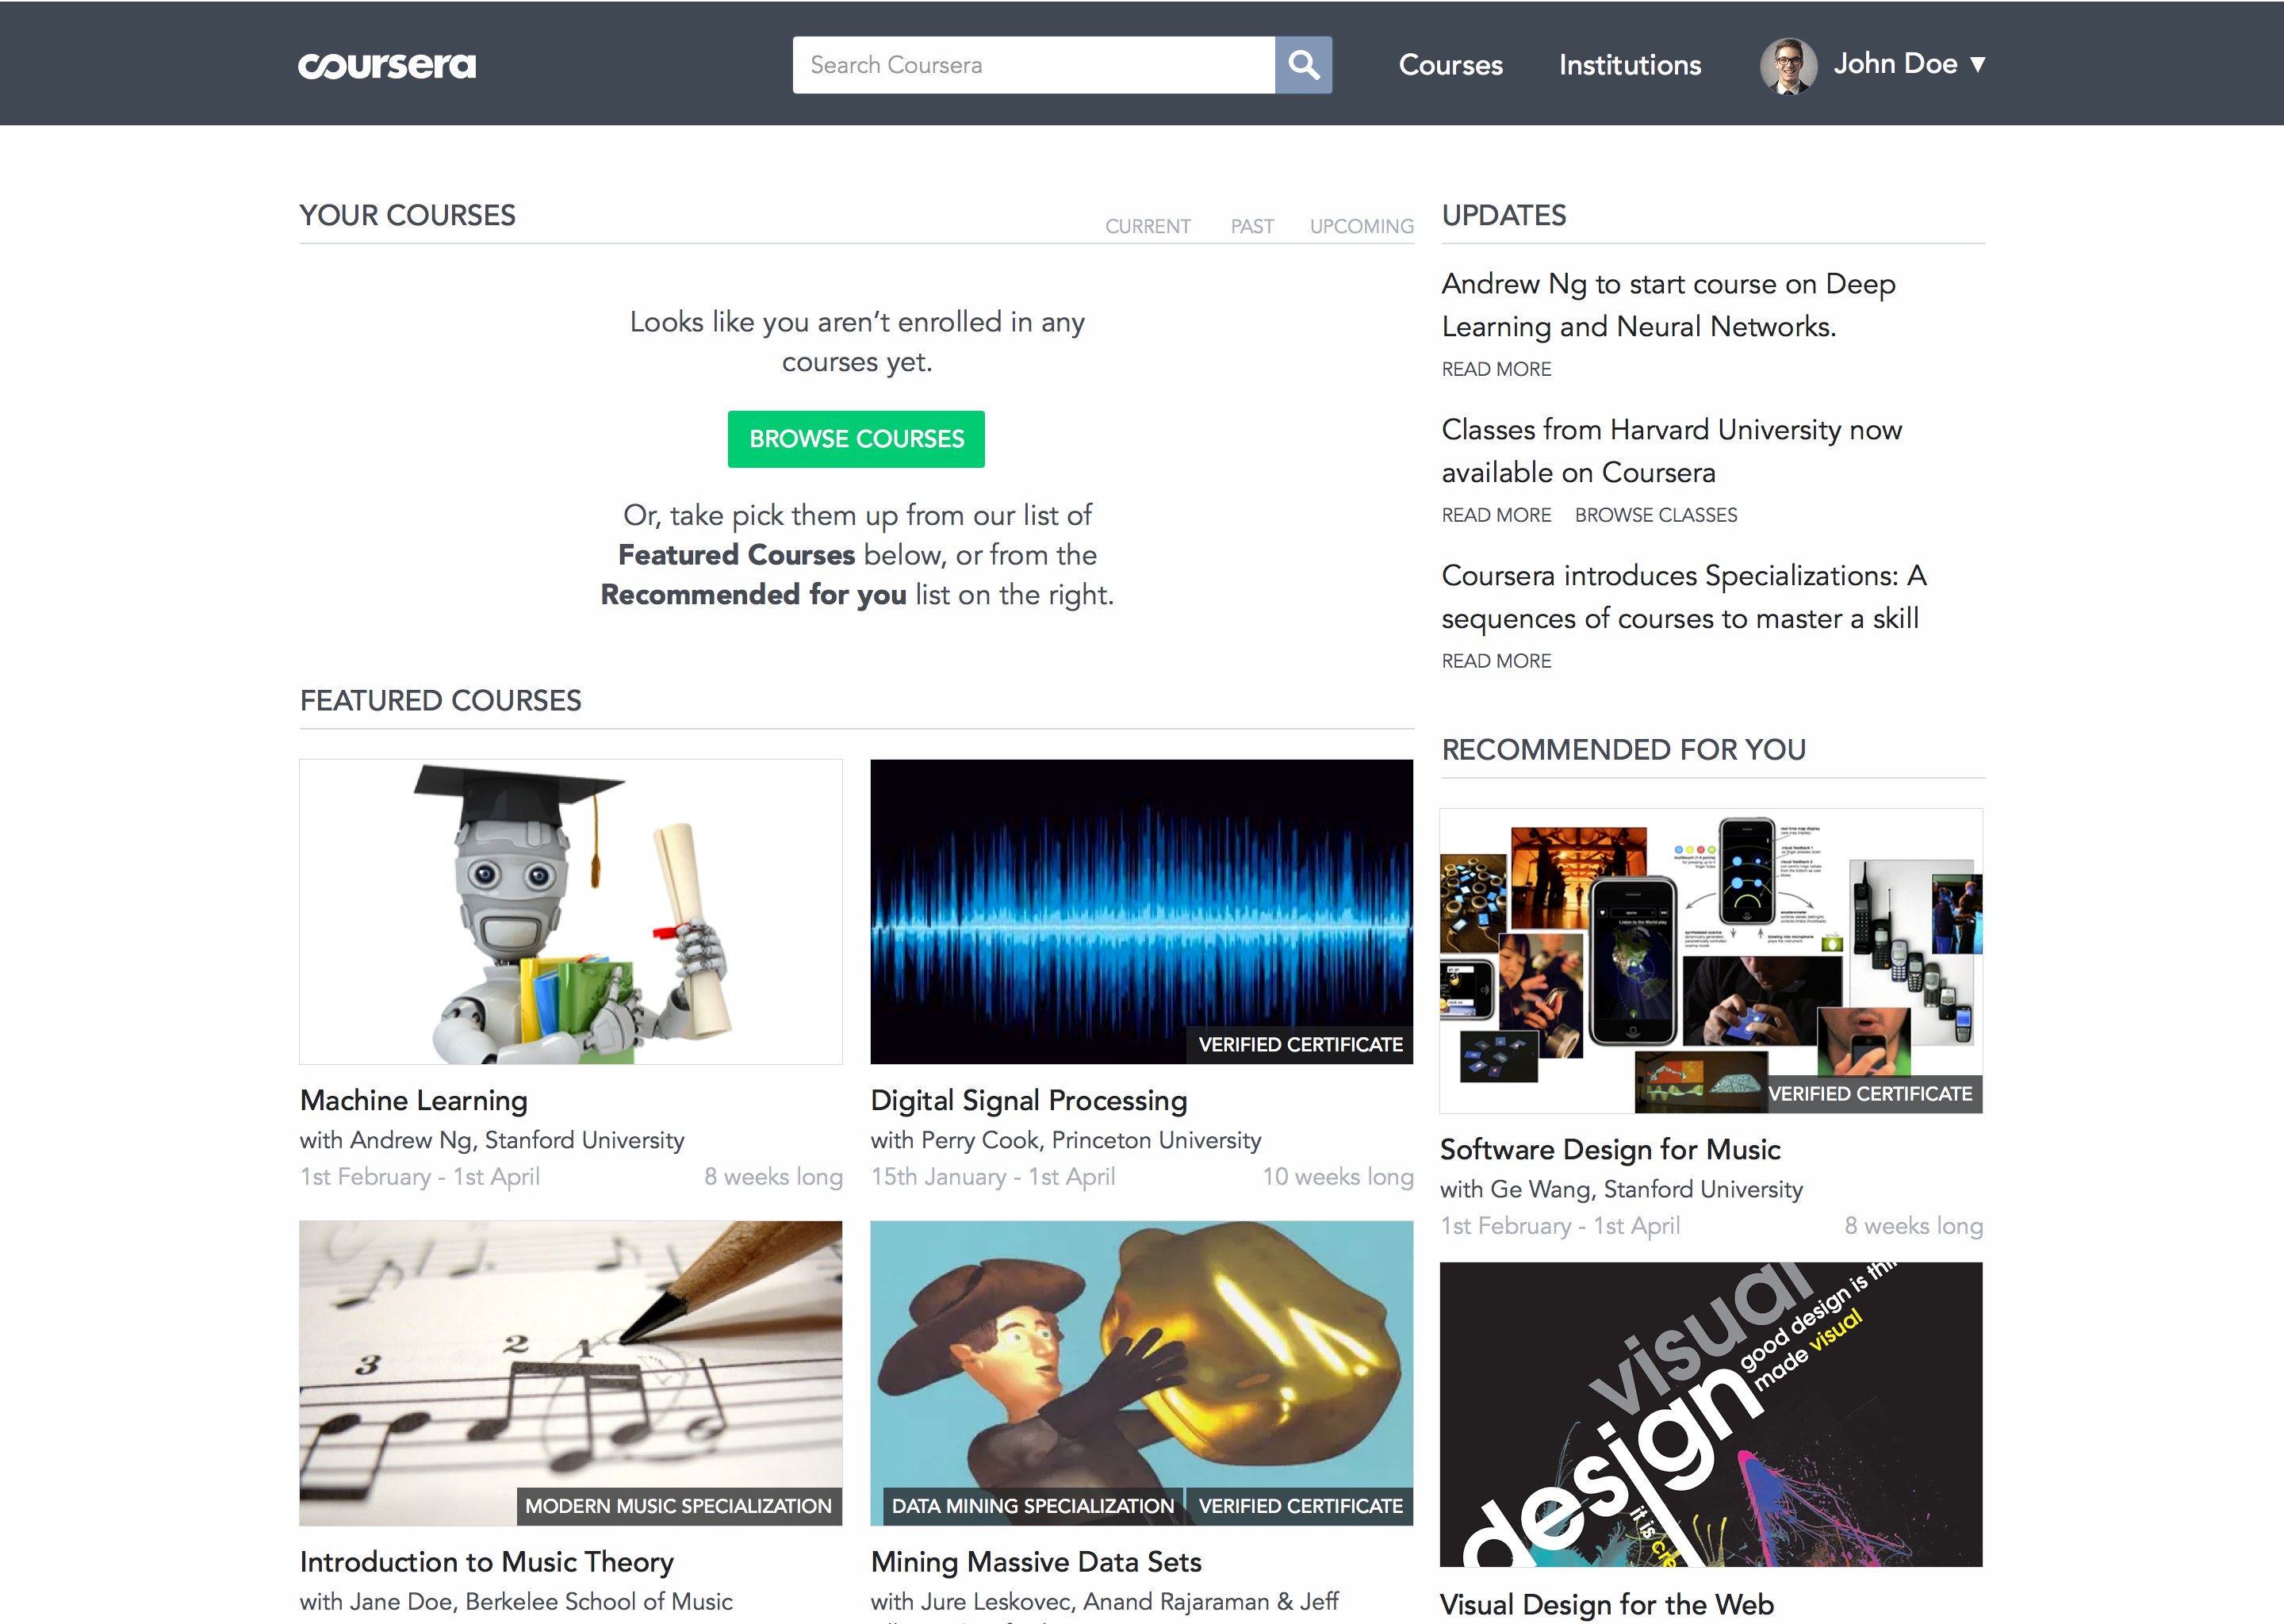 coursera
Search Coursera
Courses
Institutions
John Doe ▼
YOUR COURSES
CURRENT
PAST
UPCOMING
Looks like you aren’t enrolled in any
courses yet.
BROWSE COURSES
Or, take pick them up from our list of
Featured Courses below, or from the
Recommended for you list on the right.
UPDATES
Andrew Ng to start course on Deep
Learning and Neural Networks.
READ MORE
Classes from Harvard University now
available on Coursera
READ MORE BROWSE CLASSES
Coursera introduces Specializations: A
sequences of courses to master a skill
READ MORE
FEATURED COURSES
Machine Learning
with Andrew Ng, Stanford University
1st February - 1st April
8 weeks long
VERIFIED CERTIFICATE
Digital Signal Processing
with Perry Cook, Princeton University
15th January - 1st April
10 weeks long
3
2
1
MODERN MUSIC SPECIALIZATION
Introduction to Music Theory
with Jane Doe, Berkelee School of Music
DATA MINING SPECIALIZATION
VERIFIED CERTIFICATE
Mining Massive Data Sets
with Jure Leskovec, Anand Rajaraman & Jeff
RECOMMENDED FOR YOU
VERIFIED CERTIFICATE
Software Design for Music
with Ge Wang, Stanford University
1st February - 1st April
8 weeks long
visual
design
good design is
made visual
it is
Visual Design for the Web